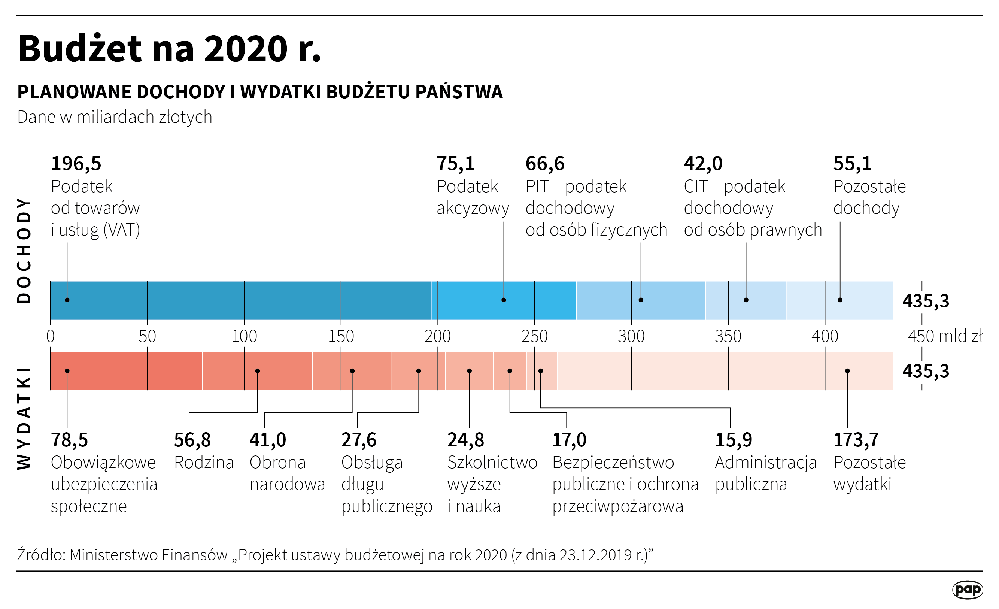 Budżet na 2020 r.
PLANOWANE DOCHODY I WYDATKI BUDŻETU PAŃSTWA
Dane w miliardach złotych
DOCHODY
196,5
Podatek
od towarów
i usług (VAT)
75,1
Podatek
akcyzowy
66,6
PIT – podatek
dochodowy
od osób fizycznych
42,0
CIT – podatek
dochodowy
od osób prawnych
55,1
Pozostałe
dochody
435,3
0 50 100 150 200 250 300 350 400 450 mld zł
WYDATKI
435,3
78,5
Obowiązkowe
ubezpieczenia
społeczne
56,8
Rodzina
41,0
Obrona
narodowa
27,6
Obsługa
długu
publicznego
24,8
Szkolnictwo
wyższe
i nauka
17,0
Bezpieczeństwo
publiczne i ochrona
przeciwpożarowa
15,9
Administracja
publiczna
173,7
Pozostałe
wydatki
Źródło: Ministerstwo Finansów „Projekt ustawy budżetowej na rok 2020 (z dnia 23.12.2019 r.)”
pap